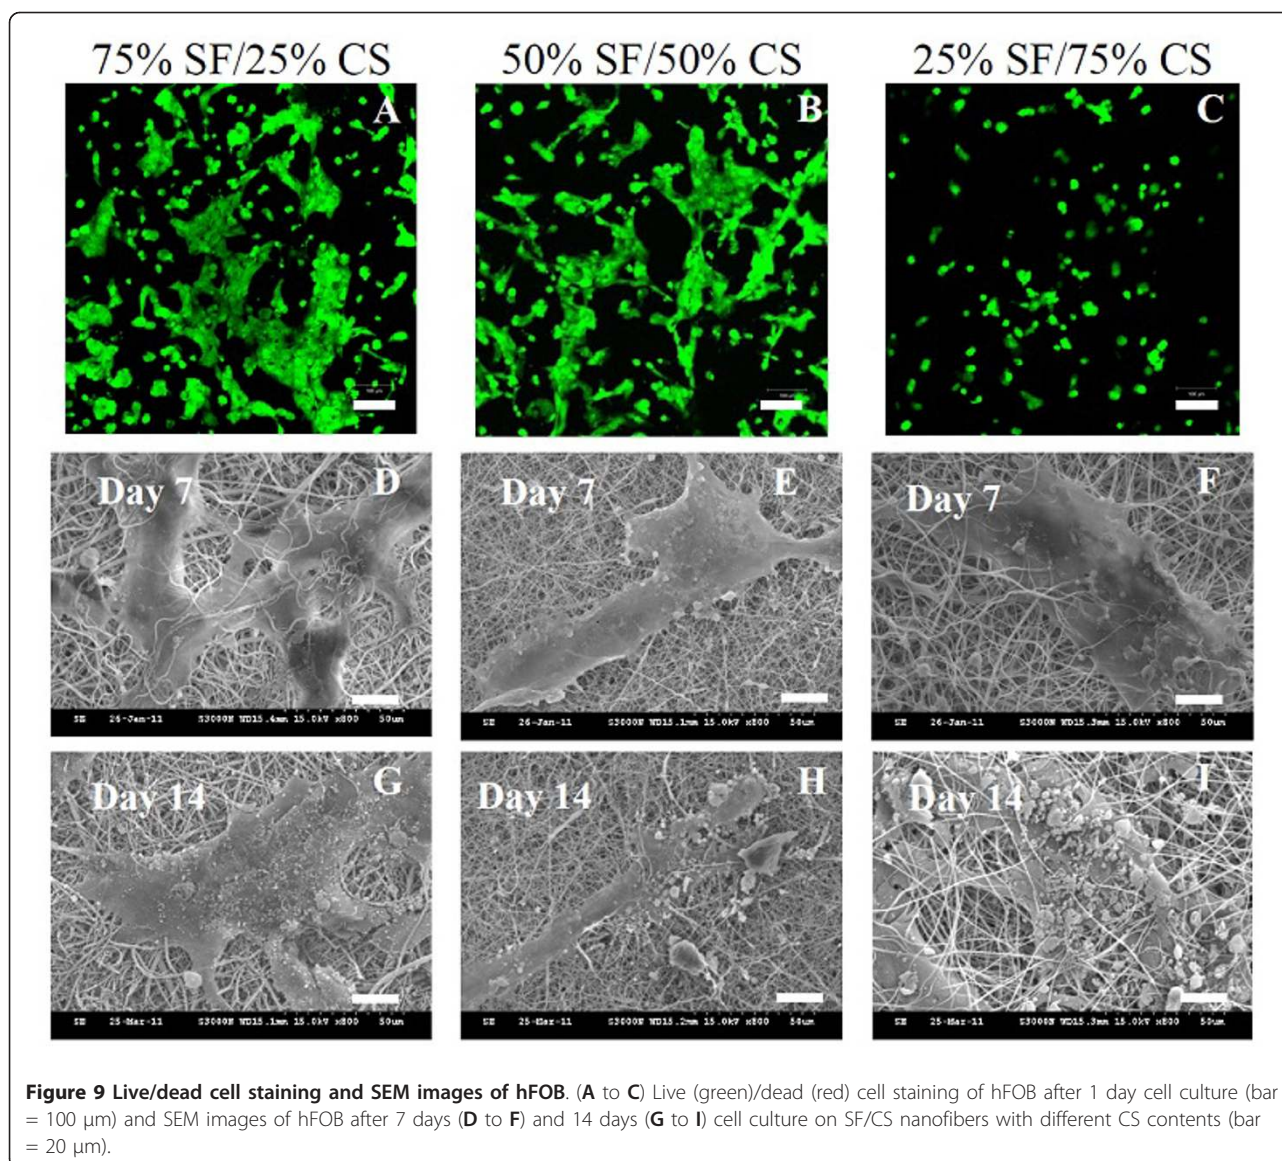 75% SF/25% CS
50% SF/50% CS
25% SF/75% CS
A
B
C
100 µm
100 µm
100 µm
Day 7
D
Day 7
E
Day 7
F
SE 26-Jan-11 S3000N WD15.4mm 15.0kV x800 50um
SE 26-Jan-11 S3000N WD15.1mm 15.0kV x800 50um
SE 26-Jan-11 S3000N WD15.3mm 15.0kV x800 50um
Day 14
G
Day 14
H
Day 14
I
SE 25-Mar-11 S3000N WD15.1mm 15.0kV x800 50um
SE 25-Mar-11 S3000N WD15.2mm 15.0kV x800 50um
SE 25-Mar-11 S3000N WD15.3mm 15.0kV x800 50um
Figure 9 Live/dead cell staining and SEM images of hFOB. (A to C) Live (green)/dead (red) cell staining of hFOB after 1 day cell culture (bar
= 100 µm) and SEM images of hFOB after 7 days (D to F) and 14 days (G to I) cell culture on SF/CS nanofibers with different CS contents (bar
= 20 µm).